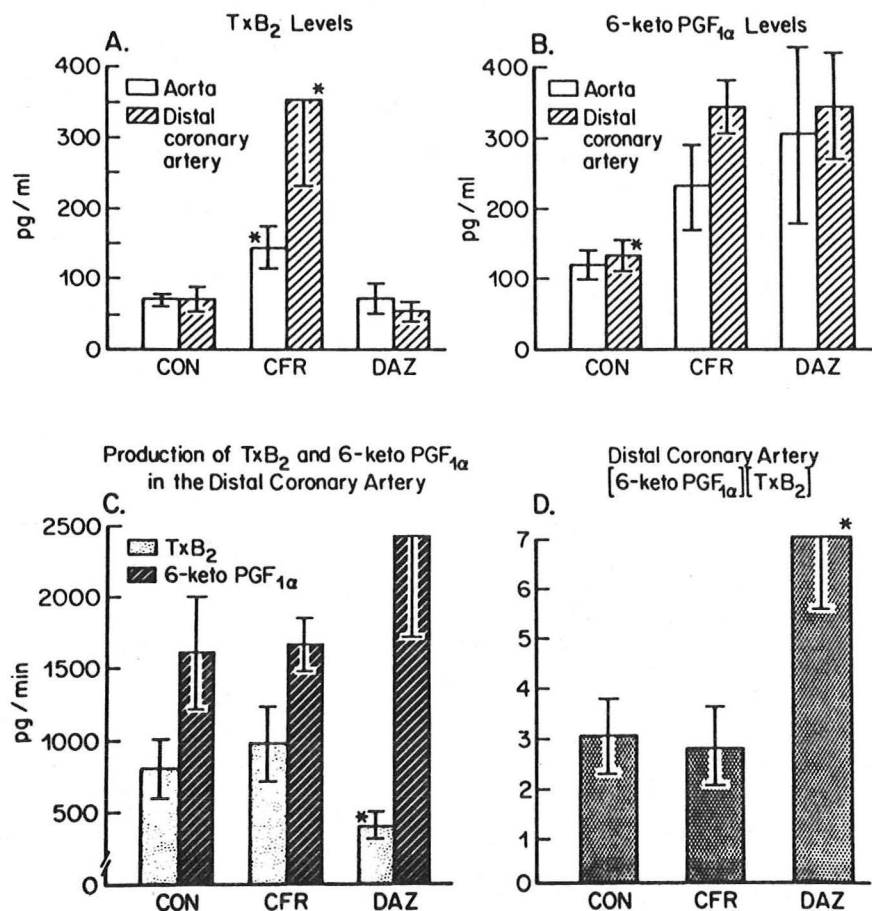 A.
TxB₂ Levels
400
350
300
250
200
150
100
50
0
pg/ml
Aorta
Distal
coronary
artery
*
*
CON CFR DAZ
B.
6-keto PGF₁α Levels
400
300
200
100
0
pg/ml
Aorta
Distal
coronary
artery
*
CON CFR DAZ
Production of TxB₂ and 6-keto PGF₁α
in the Distal Coronary Artery
C.
2500
2000
1500
1000
500
0
pg/min
TxB₂
6-keto PGF₁α
*
CON CFR DAZ
Distal Coronary Artery
[6-keto PGF₁α][TxB₂]
D.
7
6
5
4
3
2
1
0
*
CON CFR DAZ